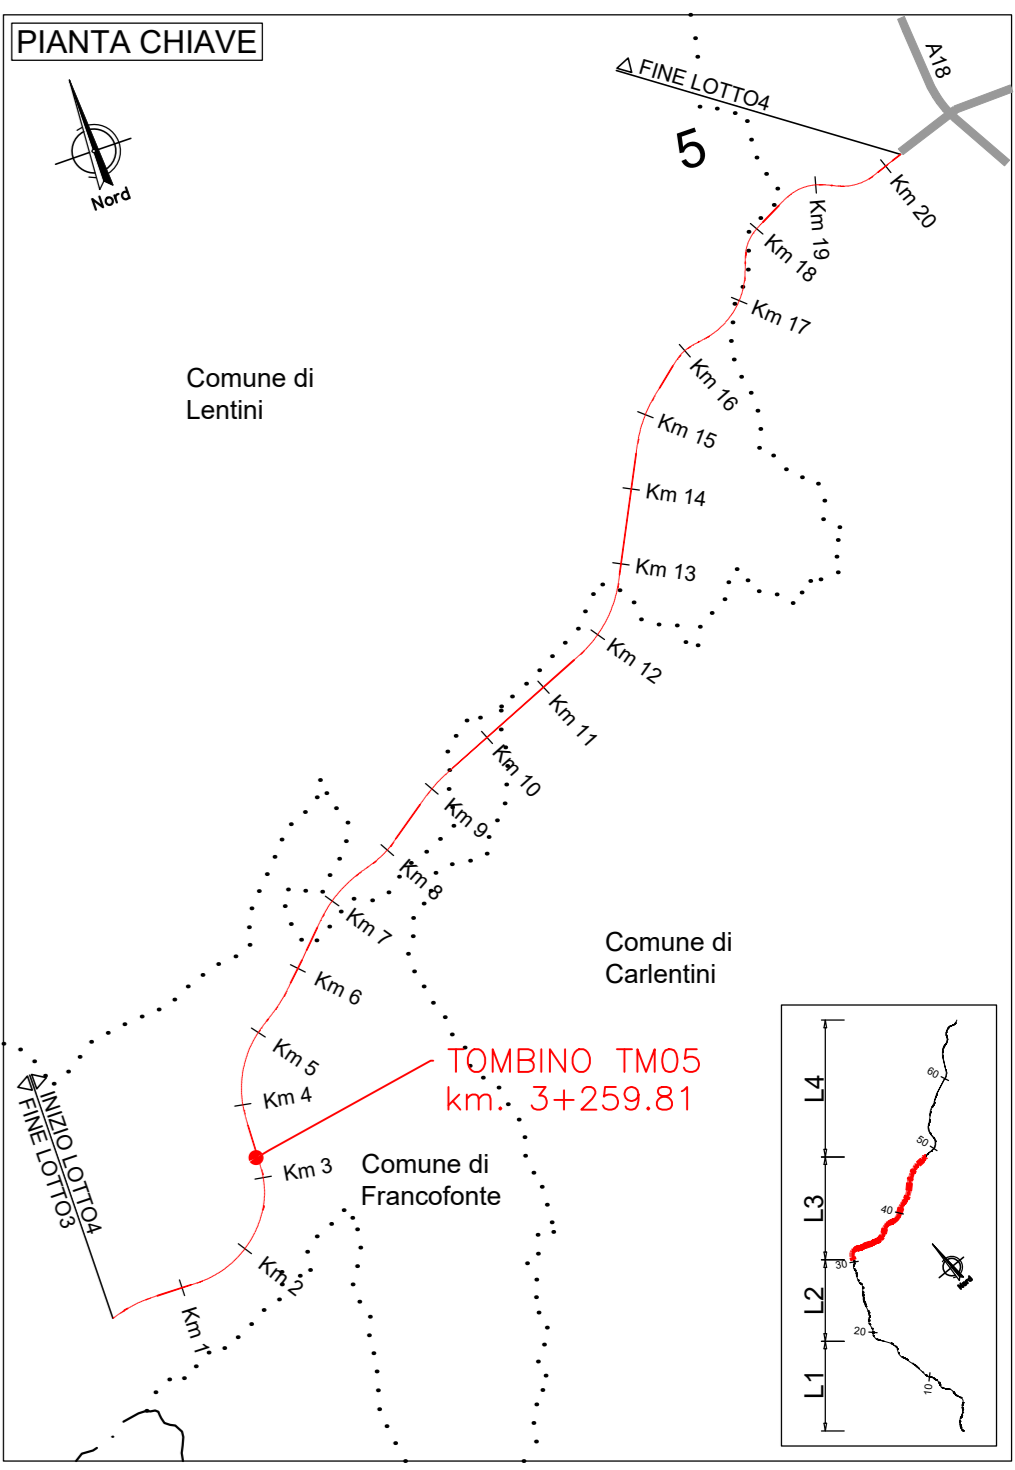 PIANTA CHIAVE
Nord
FINE LOTTO4
A18
5
Km 20
Km 19
Km 18
Km 17
Km 16
Comune di
Lentini
Km 15
Km 14
Km 13
Km 12
Km 11
Km 10
Km 9
Km 8
Km 7
Comune di
Carlentini
Km 6
Km 5
TOMBINO TM05
km. 3+259.81
Km 4
INIZIO LOTTO4
FINE LOTTO3
Km 3
Comune di
Francofonte
Km 2
Km 1
L4
60
50
L3
40
30
L2
20
L1
10